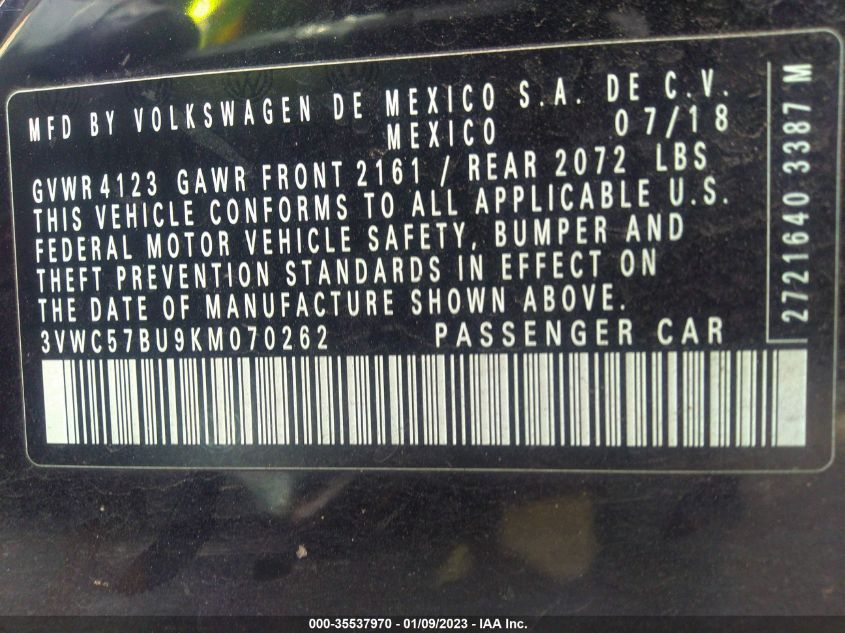 MFD BY VOLKSWAGEN DE MEXICO S.A. DE C.V.
MEXICO 07/18
GVWR 4123 GAWR FRONT 2161 / REAR 2072 LBS
THIS VEHICLE CONFORMS TO ALL APPLICABLE U.S.
FEDERAL MOTOR VEHICLE SAFETY, BUMPER AND
THEFT PREVENTION STANDARDS IN EFFECT ON
THE DATE OF MANUFACTURE SHOWN ABOVE.
3VWC57BU9KM070262 PASSENGER CAR
2721640 3387 M
000-35537970 - 01/09/2023 - IAA Inc.